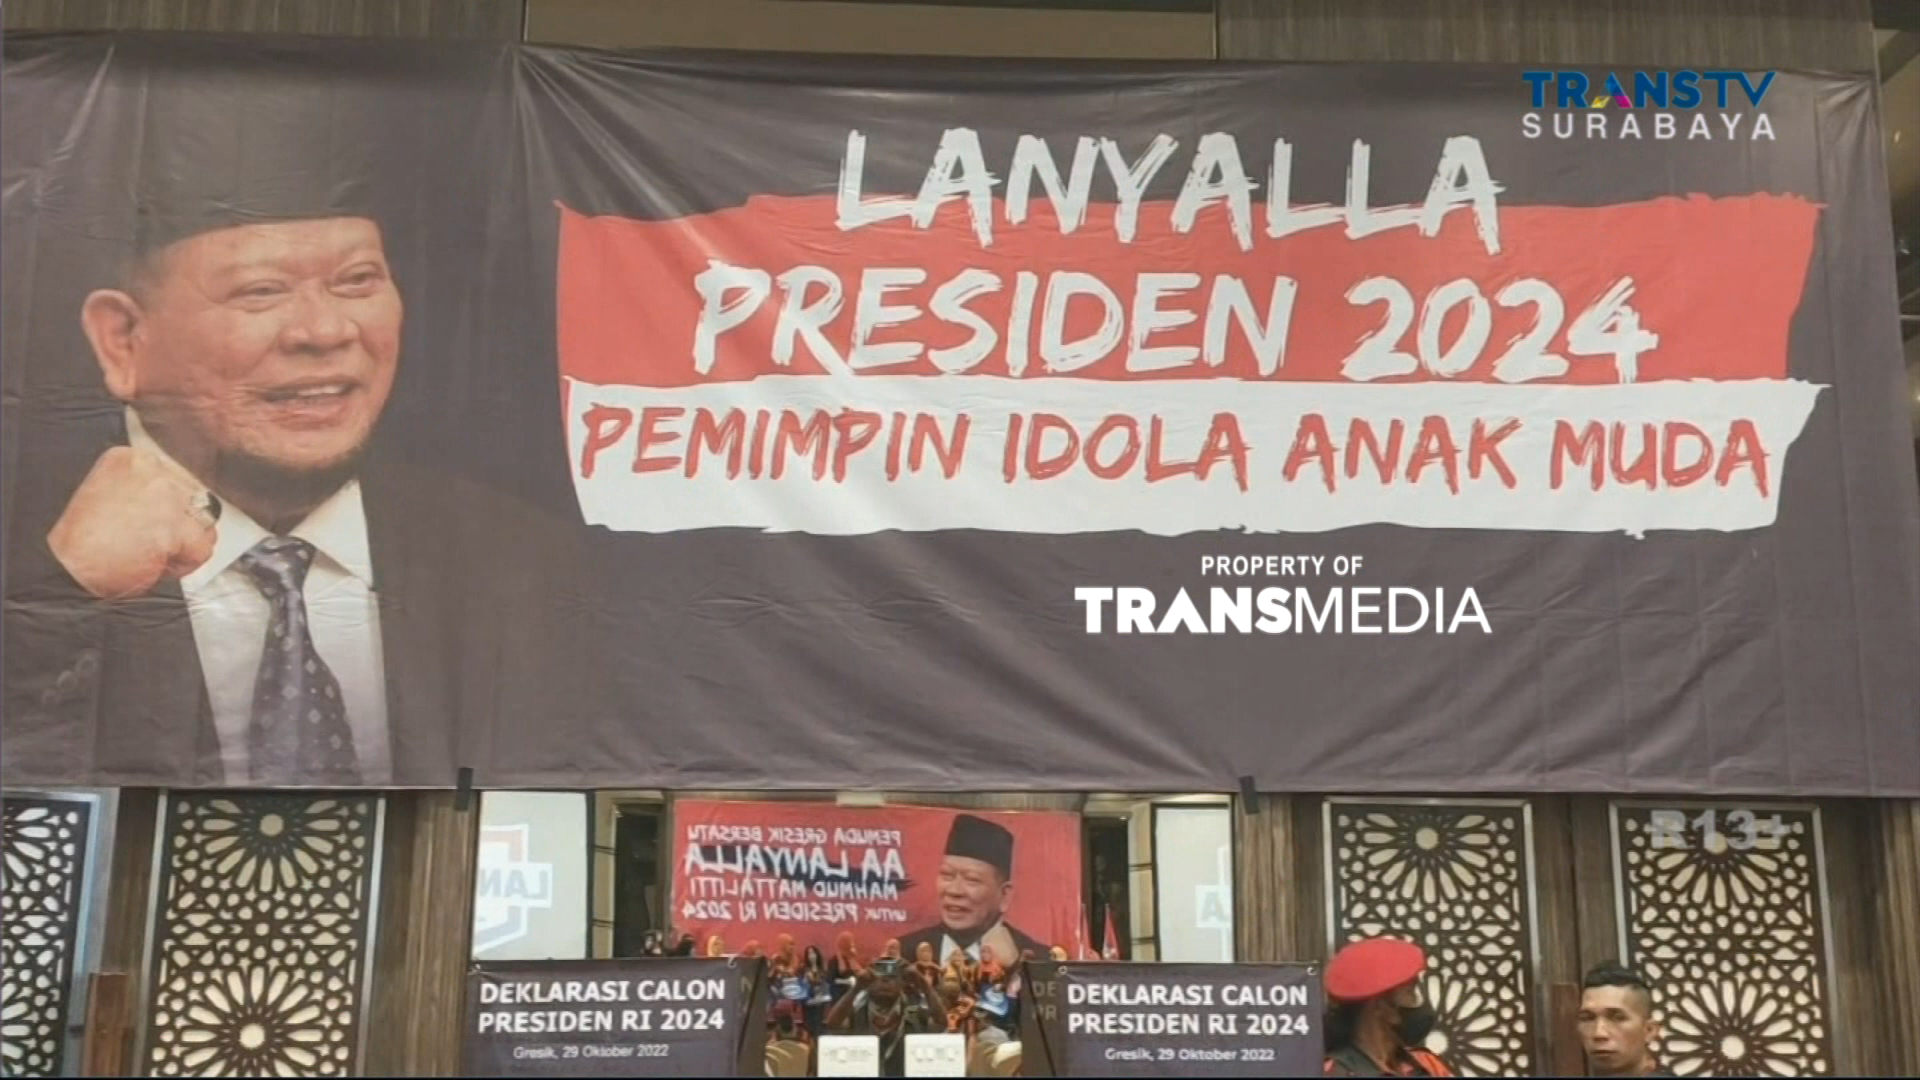 TRANSTV
SURABAYA
LANYALLA
PRESIDEN 2024
PEMIMPIN IDOLA ANAK MUDA
PROPERTY OF
TRANSMEDIA
R13+
PEMUDA GRESIK BERSATU
AA LANYALLA
MAHMUD MATTALITTI
UNTUK PRESIDEN RI 2024
LAN
LA
DEKLARASI CALON
PRESIDEN RI 2024
Gresik, 29 Oktober 2022
DEKLARASI CALON
PRESIDEN RI 2024
Gresik, 29 Oktober 2022